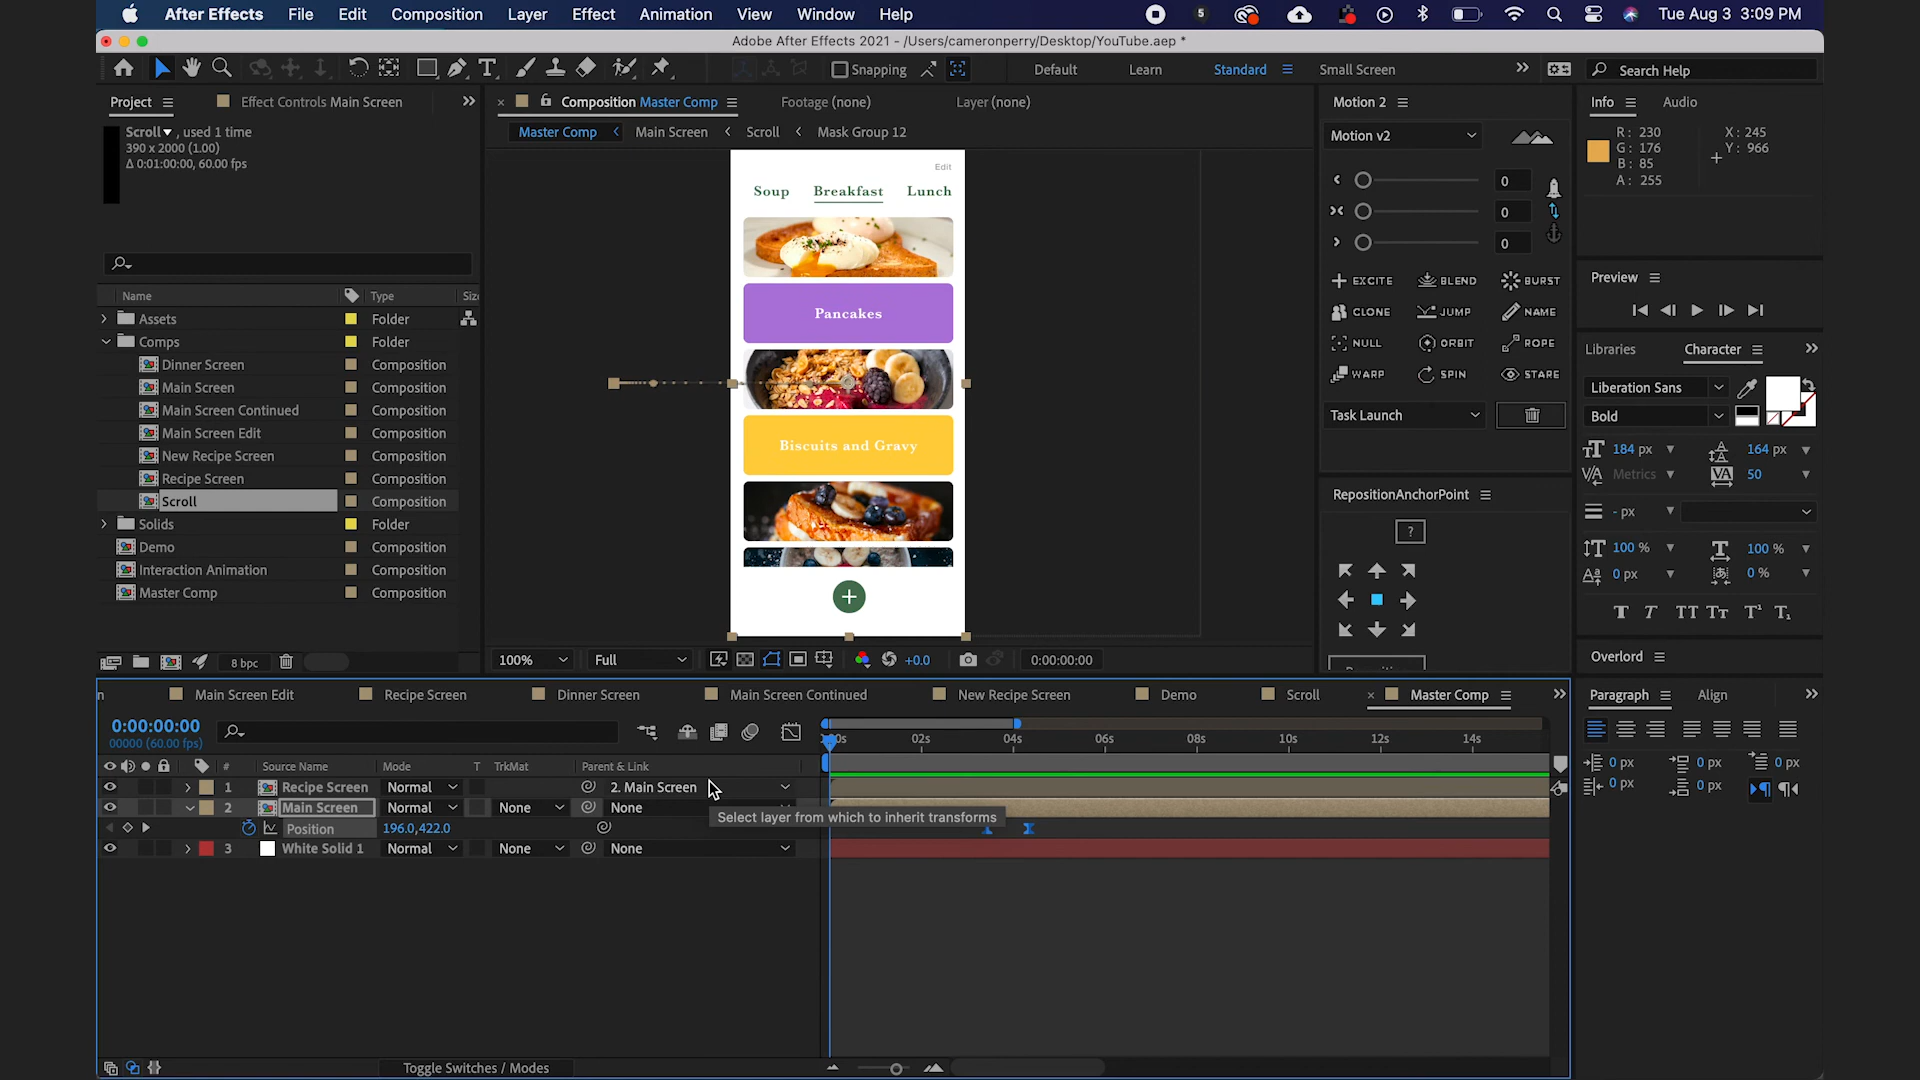 After Effects File Edit Composition Layer Effect Animation View Window Help 5 Tue Aug 3 3:09 PM
Adobe After Effects 2021 - /Users/cameronperry/Desktop/YouTube.aep *
Snapping Default Learn Standard Small Screen Search Help
Project Effect Controls Main Screen Composition Master Comp Footage (none) Layer (none) Motion 2 Info Audio
Master Comp Main Screen Scroll Mask Group 12
Scroll, used 1 time
390 x 2000 (1.00)
Δ 0:01:00:00, 60.00 fps
Motion v2
R: 230 X: 245
G: 176 Y: 966
B: 85
A: 255
Edit
Soup Breakfast Lunch
Pancakes
Biscuits and Gravy
0
0
0
EXCITE BLEND BURST
CLONE JUMP NAME
NULL ORBIT ROPE
WARP SPIN STARE
Task Launch
RepositionAnchorPoint
?
Preview
Libraries Character
Liberation Sans
Bold
184 px 164 px
Metrics 50
- px
100 % 100 %
0 px 0 %
T T TT Tt T¹ T₁
Overlord
Name Type Size
Assets Folder
Comps Folder
Dinner Screen Composition
Main Screen Composition
Main Screen Continued Composition
Main Screen Edit Composition
New Recipe Screen Composition
Recipe Screen Composition
Scroll Composition
Solids Folder
Demo Composition
Interaction Animation Composition
Master Comp Composition
8 bpc
100% Full +0.0 0:00:00:00
n Main Screen Edit Recipe Screen Dinner Screen Main Screen Continued New Recipe Screen Demo Scroll Master Comp
Paragraph Align
0:00:00:00
00000 (60.00 fps)
0s 02s 04s 06s 08s 10s 12s 14s
# Source Name Mode T TrkMat Parent & Link
1 Recipe Screen Normal 2. Main Screen
2 Main Screen Normal None None
Select layer from which to inherit transforms
Position 196.0,422.0
3 White Solid 1 Normal None None
0 px 0 px 0 px
0 px 0 px
Toggle Switches / Modes